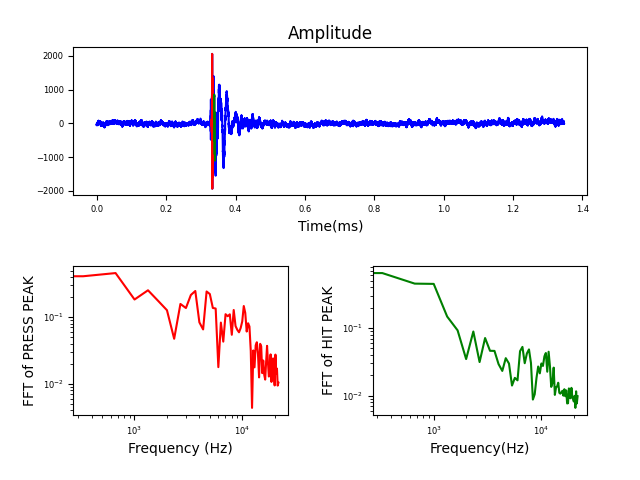 Amplitude
2000
1000
0
−1000
−2000
0.0 0.2 0.4 0.6 0.8 1.0 1.2 1.4
Time(ms)
FFT of PRESS PEAK
10⁻¹
10⁻²
10³ 10⁴
Frequency (Hz)
FFT of HIT PEAK
10⁻¹
10⁻²
10³ 10⁴
Frequency(Hz)